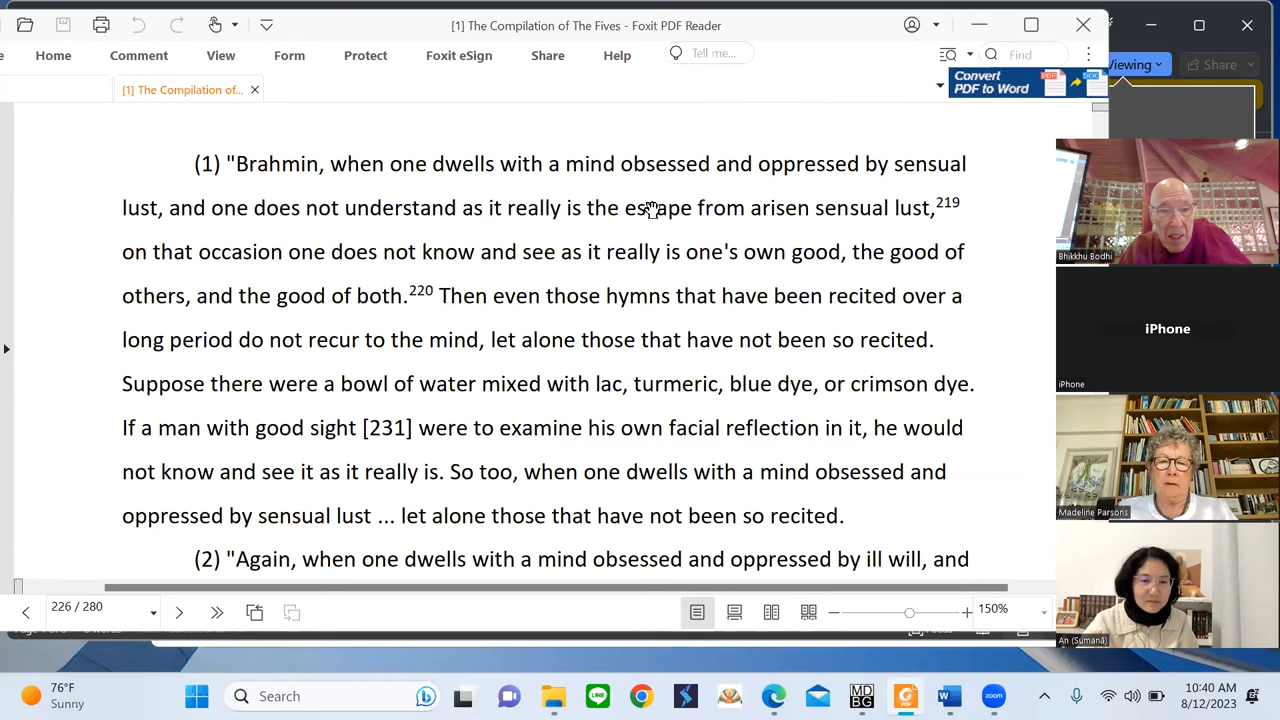 [1] The Compilation of The Fives - Foxit PDF Reader
Home Comment View Form Protect Foxit eSign Share Help Tell me... Find
Viewing Share
[1] The Compilation of...
Convert PDF to Word
(1) "Brahmin, when one dwells with a mind obsessed and oppressed by sensual
lust, and one does not understand as it really is the escape from arisen sensual lust,219
on that occasion one does not know and see as it really is one's own good, the good of
others, and the good of both.220 Then even those hymns that have been recited over a
long period do not recur to the mind, let alone those that have not been so recited.
Suppose there were a bowl of water mixed with lac, turmeric, blue dye, or crimson dye.
If a man with good sight [231] were to examine his own facial reflection in it, he would
not know and see it as it really is. So too, when one dwells with a mind obsessed and
oppressed by sensual lust ... let alone those that have not been so recited.
(2) "Again, when one dwells with a mind obsessed and oppressed by ill will, and
Bhikkhu Bodhi
iPhone
iPhone
Madeline Parsons
An (Sumanā)
226 / 280
150%
76°F
Sunny
Search
MD
BG
zoom
10:40 AM
8/12/2023